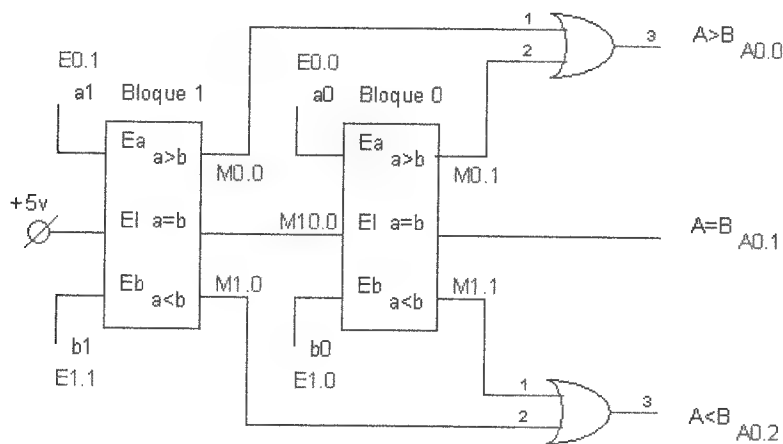 1
2
3
A>B A0.0
E0.1
a1
Bloque 1
E0.0
a0
Bloque 0
Ea
a>b
M0.0
Ea
a>b
M0.1
+5v
EI a=b
M10.0
EI a=b
A=B A0.1
Eb
a<b
M1.0
Eb
a<b
M1.1
b1
E1.1
b0
E1.0
1
2
3
A<B A0.2